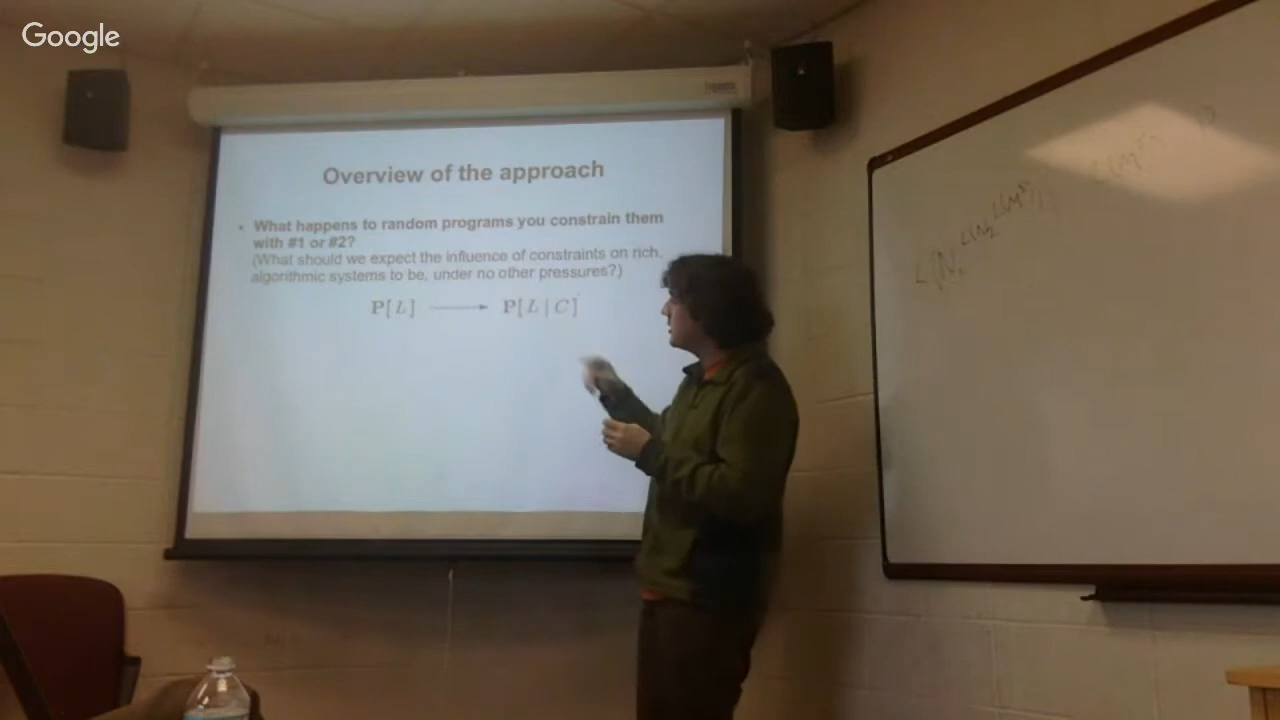 Google
Overview of the approach
• What happens to random programs you constrain them
with #1 or #2?
(What should we expect the influence of constraints on rich,
algorithmic systems to be, under no other pressures?)
P[L] ⟶ P[L | C]